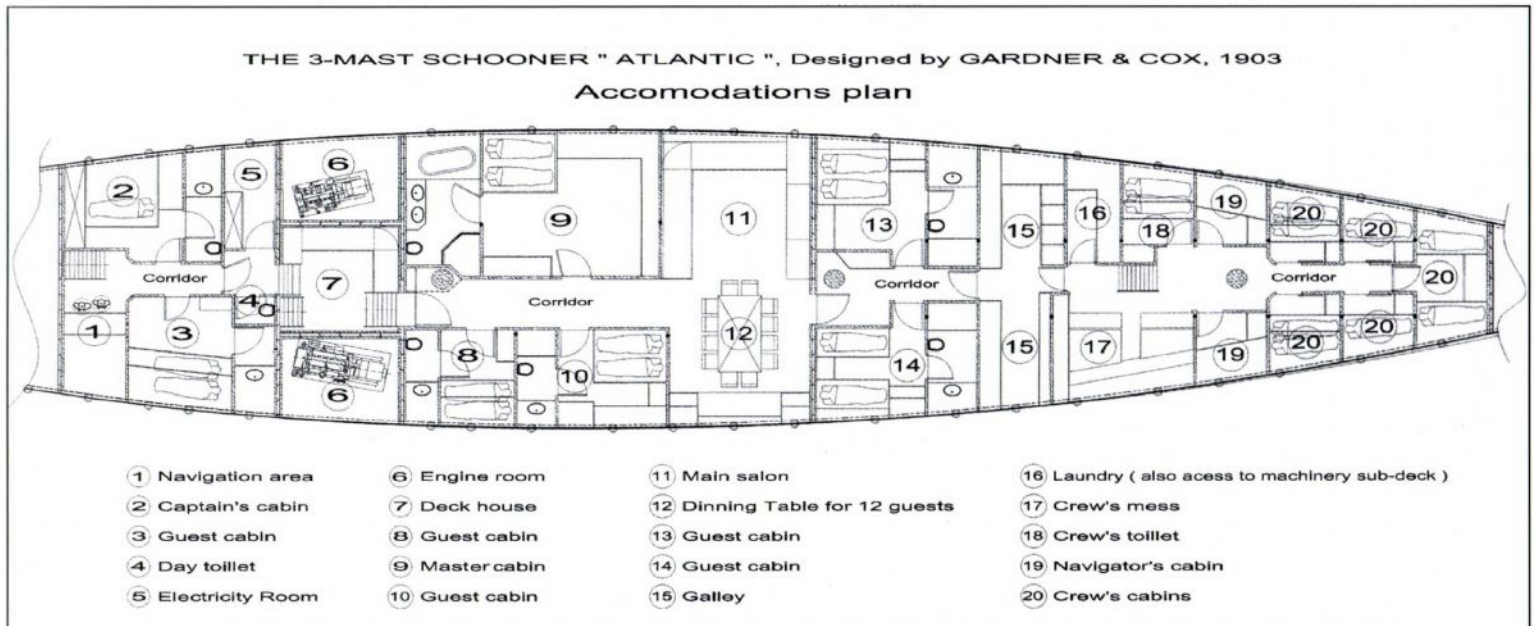 THE 3-MAST SCHOONER " ATLANTIC ", Designed by GARDNER & COX, 1903
Accomodations plan
2
5
6
9
11
13
15
16
18
19
20
20
20
Corridor
7
4
Corridor
Corridor
Corridor
1
3
6
8
10
12
14
15
17
19
20
20
1 Navigation area
2 Captain's cabin
3 Guest cabin
4 Day toillet
5 Electricity Room
6 Engine room
7 Deck house
8 Guest cabin
9 Master cabin
10 Guest cabin
11 Main salon
12 Dinning Table for 12 guests
13 Guest cabin
14 Guest cabin
15 Galley
16 Laundry ( also acess to machinery sub-deck )
17 Crew's mess
18 Crew's toillet
19 Navigator's cabin
20 Crew's cabins